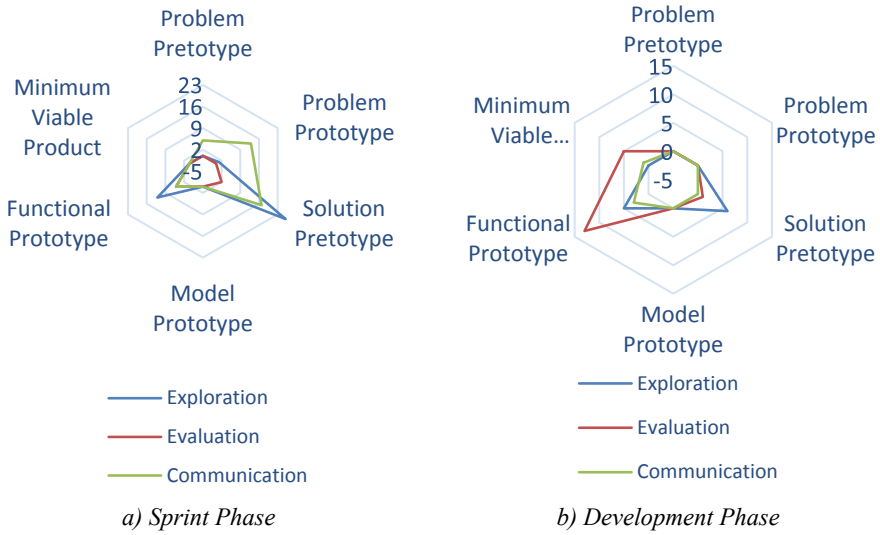 Problem
Pretotype
23
16
9
2
-5
Minimum
Viable
Product
Problem
Prototype
Functional
Prototype
Solution
Pretotype
Model
Prototype
Exploration
Evaluation
Communication
a) Sprint Phase
Problem
Pretotype
15
10
5
0
-5
Minimum
Viable...
Problem
Prototype
Functional
Prototype
Solution
Pretotype
Model
Prototype
Exploration
Evaluation
Communication
b) Development Phase